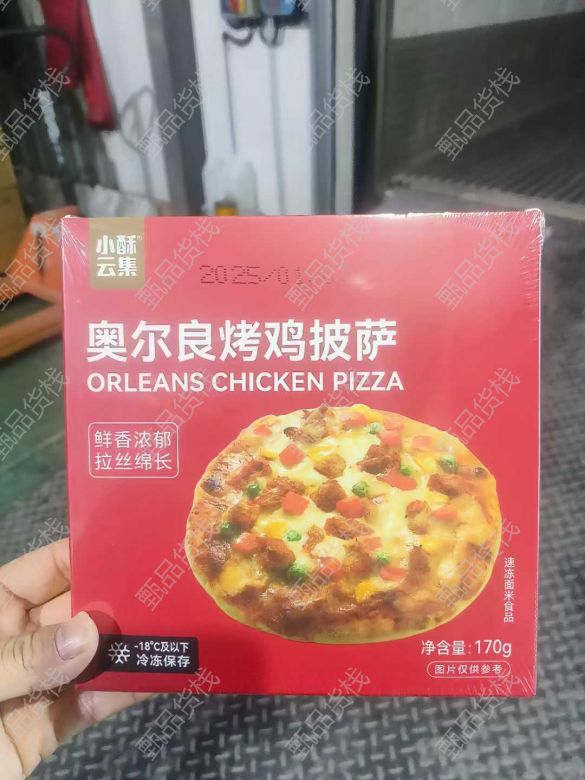 小酥
云集
2025/01
奥尔良烤鸡披萨
ORLEANS CHICKEN PIZZA
鲜香浓郁
拉丝绵长
速冻面米食品
-18°C及以下
冷冻保存
净含量:170g
图片仅供参考
甄品货栈